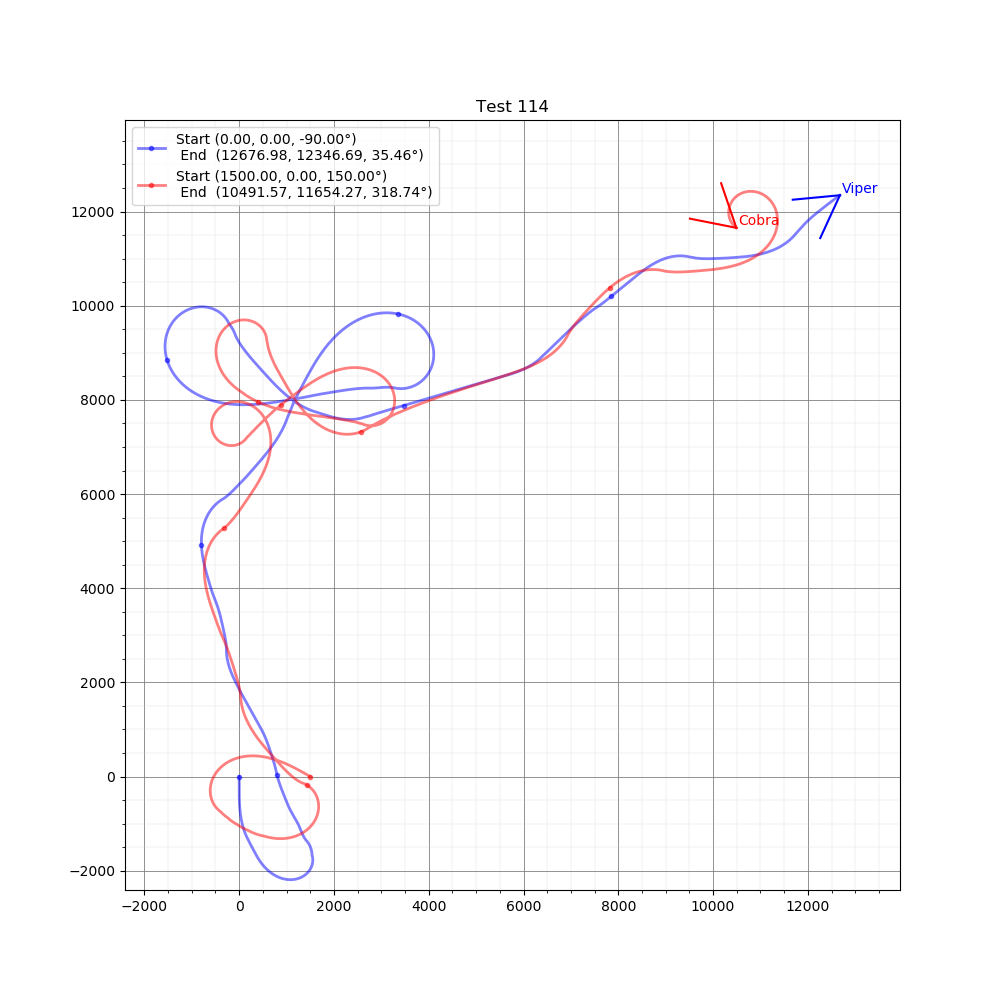 Test 114
Start (0.00, 0.00, -90.00°)
End  (12676.98, 12346.69, 35.46°)
Start (1500.00, 0.00, 150.00°)
End  (10491.57, 11654.27, 318.74°)
Viper
Cobra
12000
10000
8000
6000
4000
2000
0
−2000
−2000 0 2000 4000 6000 8000 10000 12000